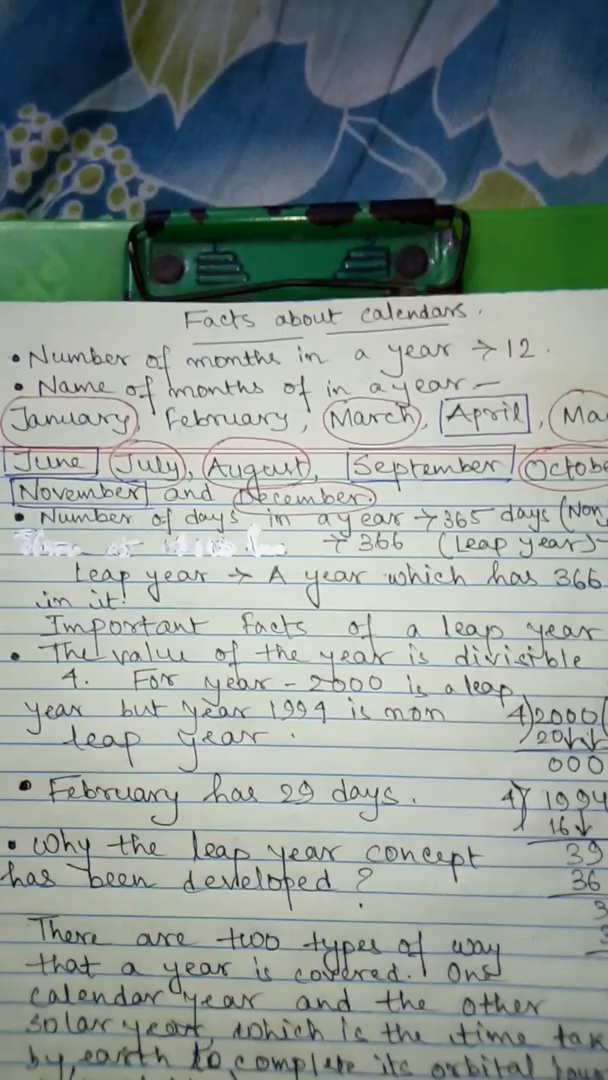 Facts about calendars.
• Number of months in a year → 12.
• Name of months of in a year –
January, February, March, April, Ma
June, July, August, September Octobe
November and December.
• Number of days in a year → 365 days (Non
→ 366 (Leap year)-
Leap year → A year which has 366
in it.
Important facts of a leap year
• The value of the year is divisible
4. For year - 2000 is a leap
year but year 1994 is non
leap year.
4)2000(
20↓↓
000
• February has 29 days.
4) 1994
16↓
39
36
3
• Why the leap year concept
has been developed?
There are two types of way
that a year is covered. One
calendar year and the other
solar year, which is the time tak
by earth to complete its orbital